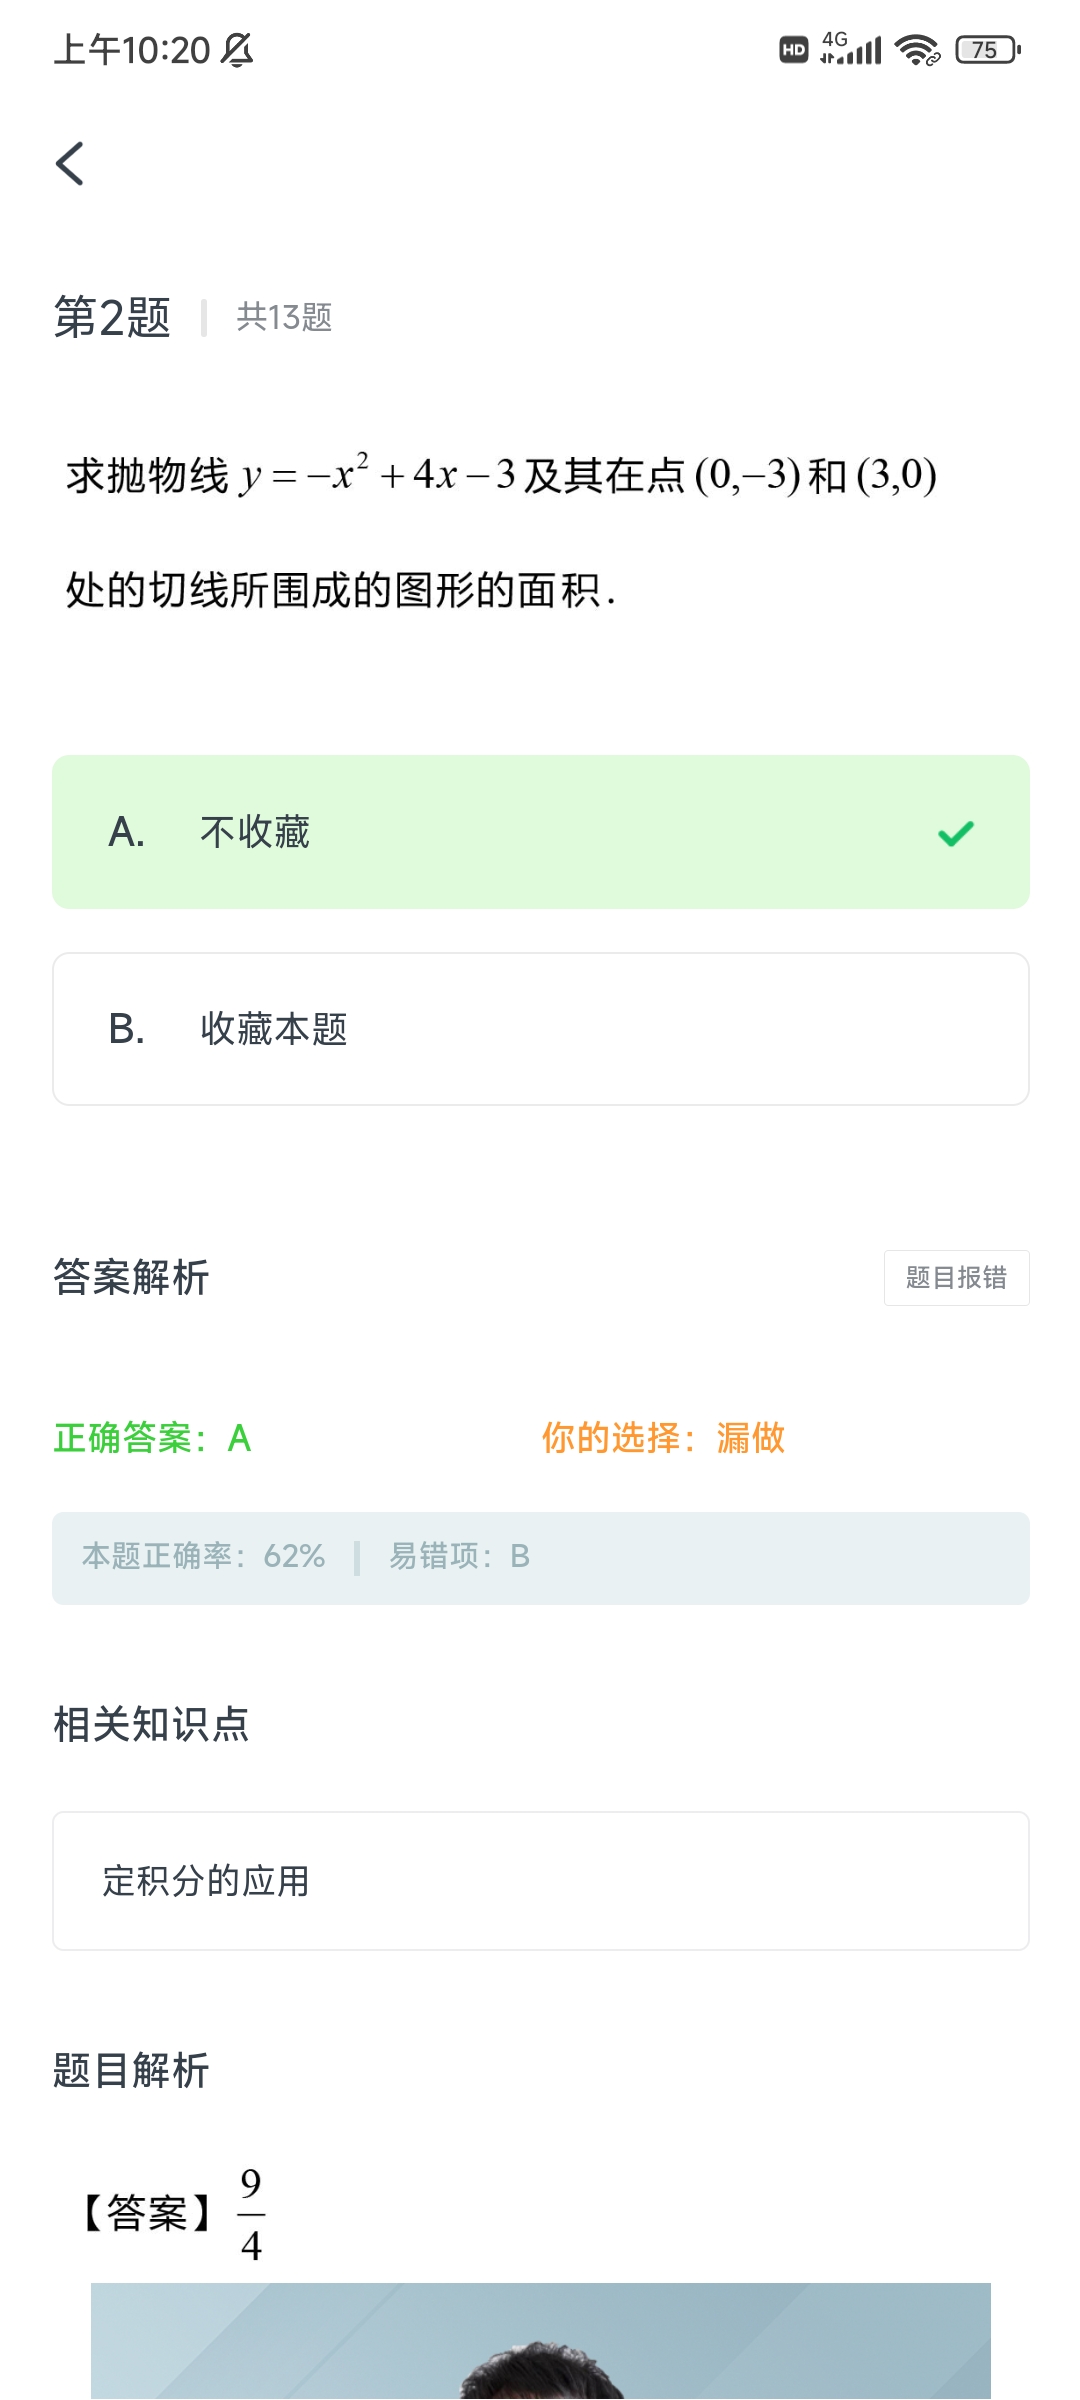 上午10:20
HD 4G 75
第2题 共13题
求抛物线 y = −x² + 4x − 3 及其在点 (0,−3) 和 (3,0)
处的切线所围成的图形的面积.
A. 不收藏
B. 收藏本题
答案解析 题目报错
正确答案：A 你的选择：漏做
本题正确率：62% 易错项：B
相关知识点
定积分的应用
题目解析
【答案】9/4